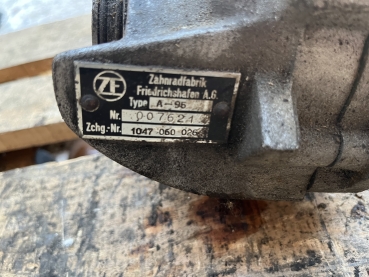 ZF
Zahnradfabrik
Friedrichshafen A.G.
Type A-96
Nr. 007621
Zchg.-Nr. 1047 060 026